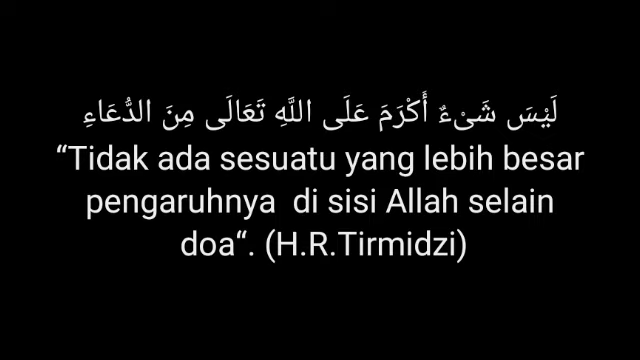 لَيْسَ شَىْءٌ أَكْرَمَ عَلَى اللَّهِ تَعَالَى مِنَ الدُّعَاءِ
“Tidak ada sesuatu yang lebih besar
pengaruhnya  di sisi Allah selain
doa“. (H.R.Tirmidzi)